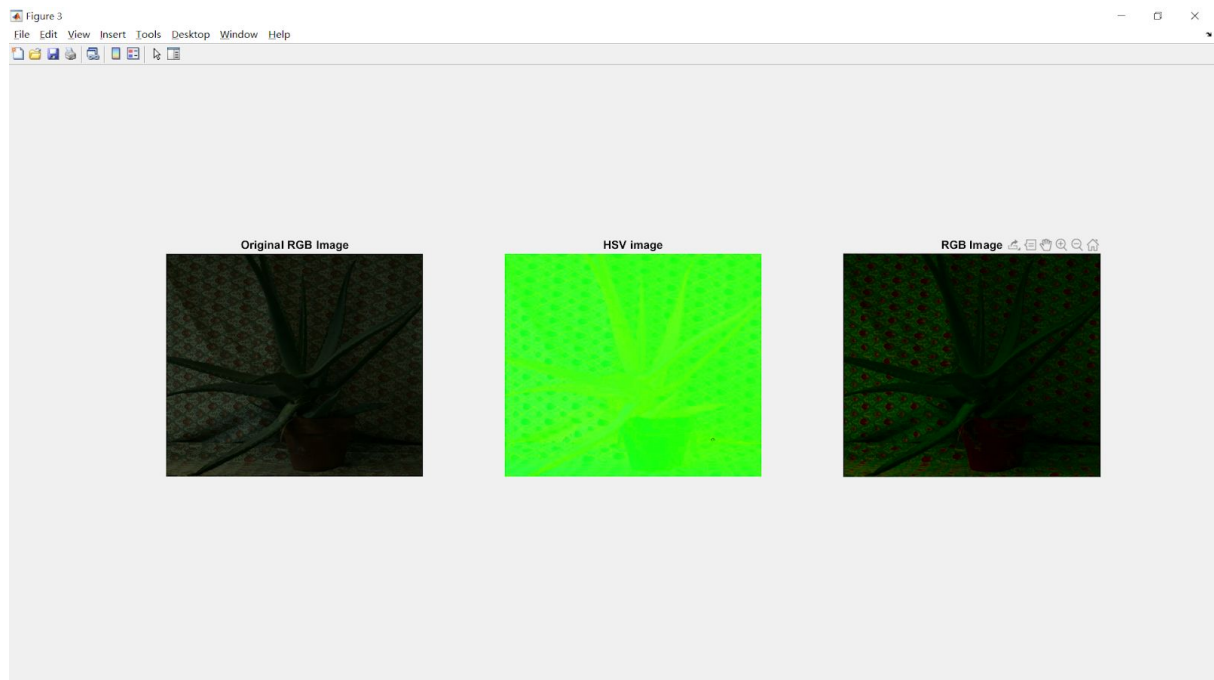 Figure 3
File Edit View Insert Tools Desktop Window Help
Original RGB Image
HSV image
RGB Image